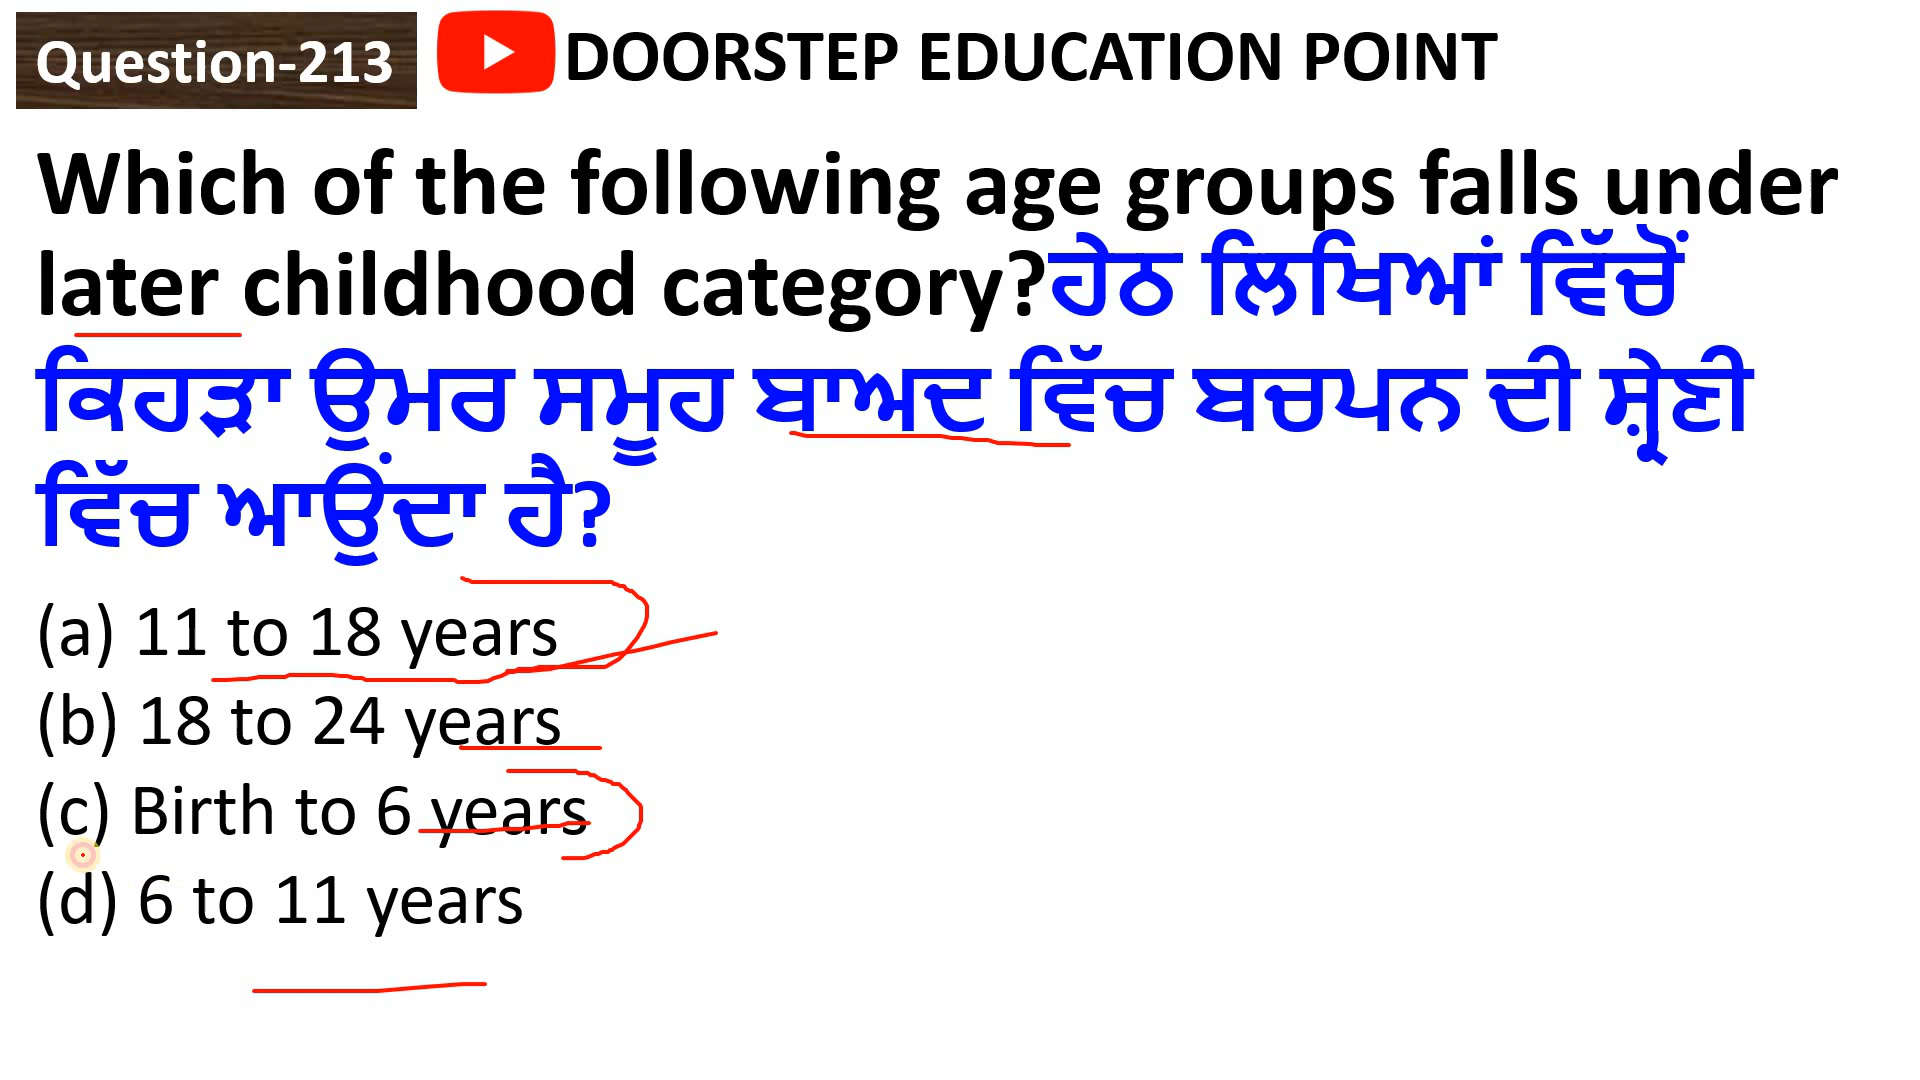 Question-213 DOORSTEP EDUCATION POINT
Which of the following age groups falls under
later childhood category?ਹੇਠ ਲਿਖਿਆਂ ਵਿੱਚੋਂ
ਕਿਹੜਾ ਉਮਰ ਸਮੂਹ ਬਾਅਦ ਵਿੱਚ ਬਚਪਨ ਦੀ ਸ਼੍ਰੇਣੀ
ਵਿੱਚ ਆਉਂਦਾ ਹੈ?
(a) 11 to 18 years
(b) 18 to 24 years
(c) Birth to 6 years
(d) 6 to 11 years